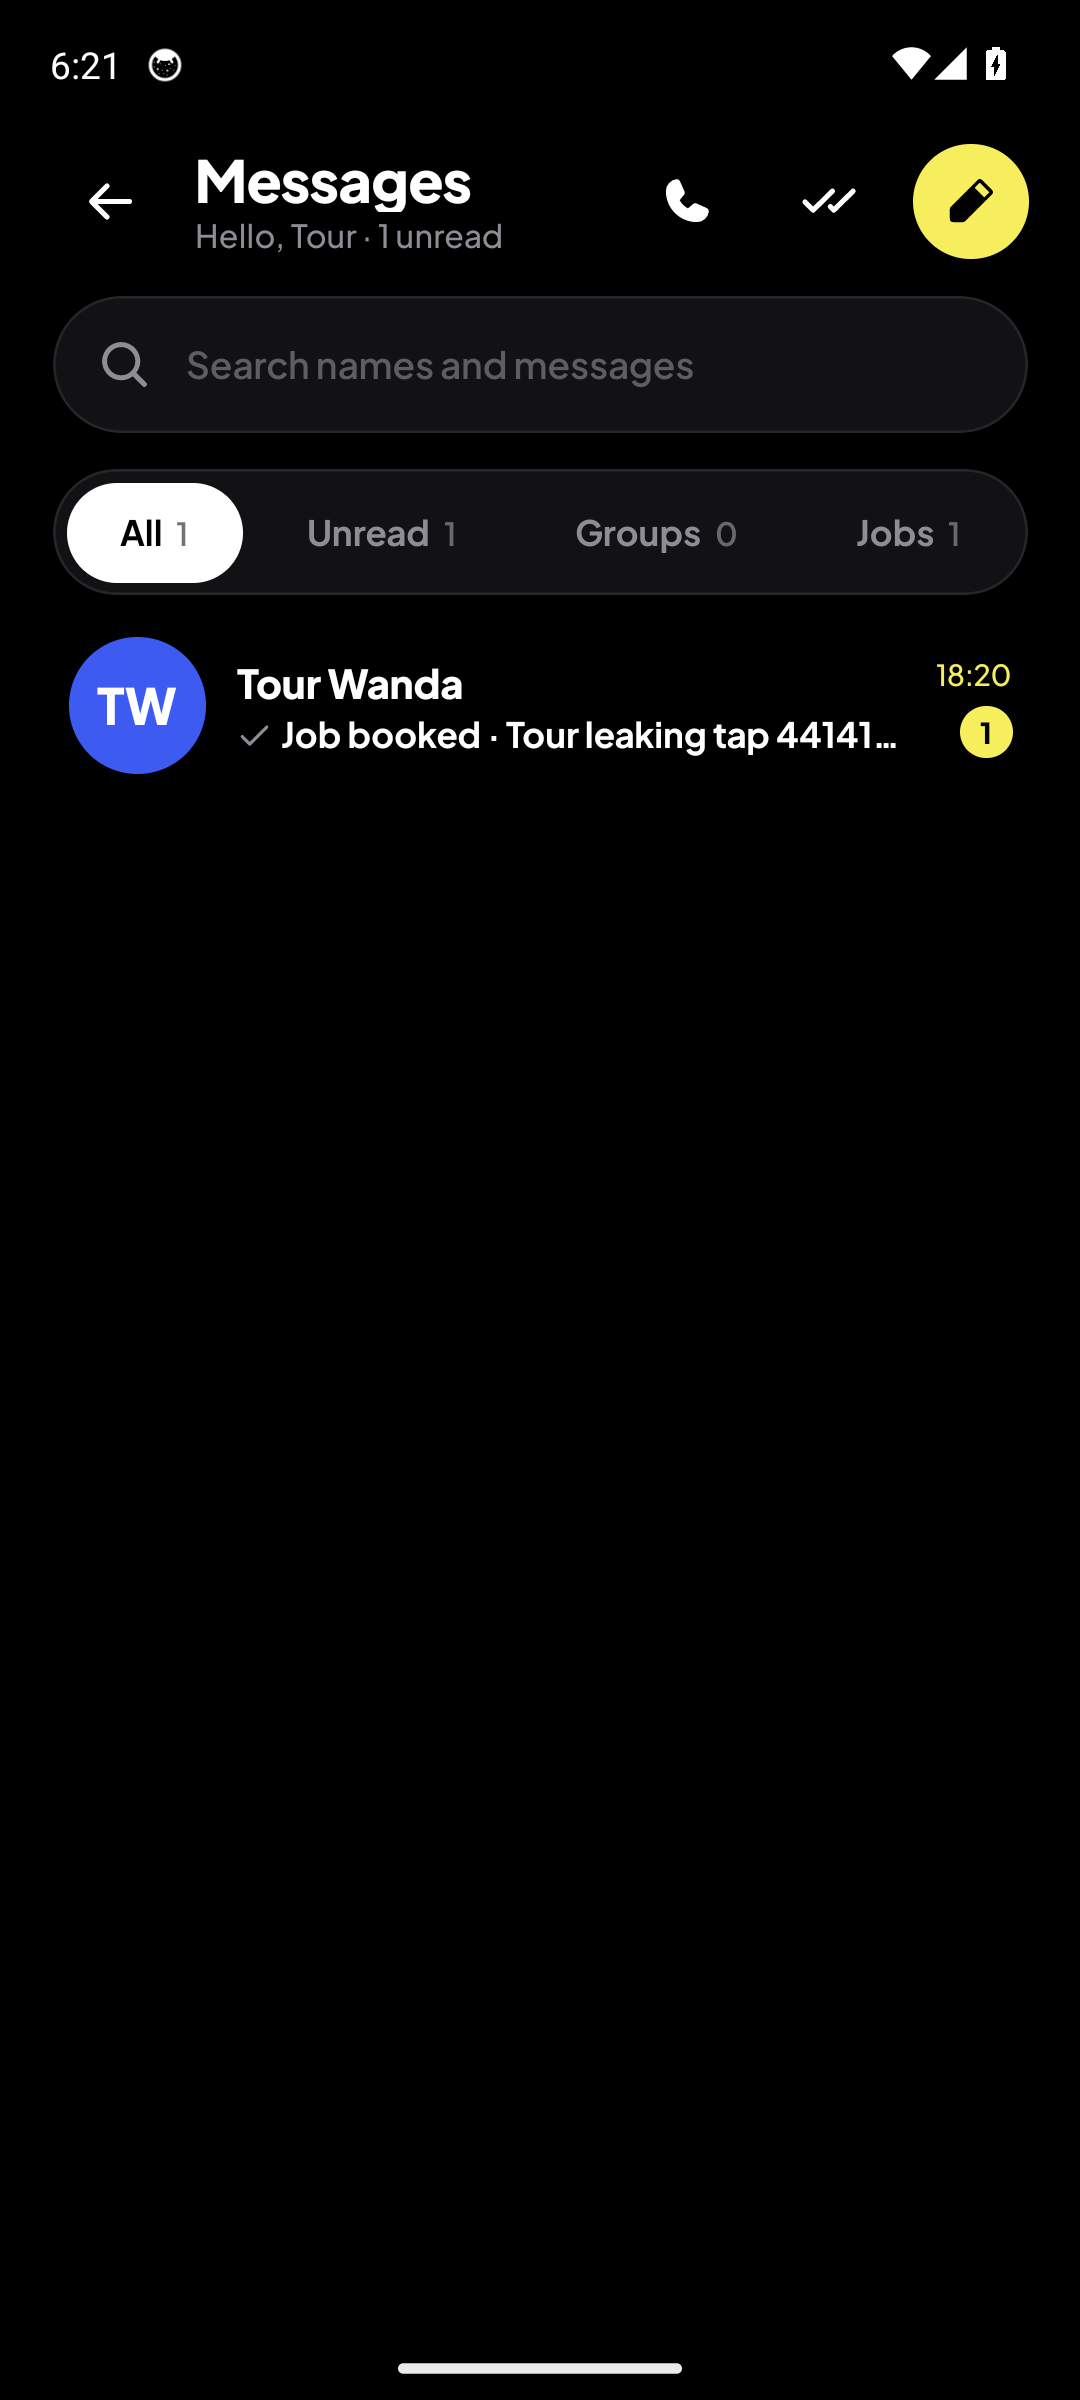 6:21
Messages
Hello, Tour · 1 unread
Search names and messages
All 1
Unread 1
Groups 0
Jobs 1
TW
Tour Wanda
18:20
Job booked · Tour leaking tap 44141...
1